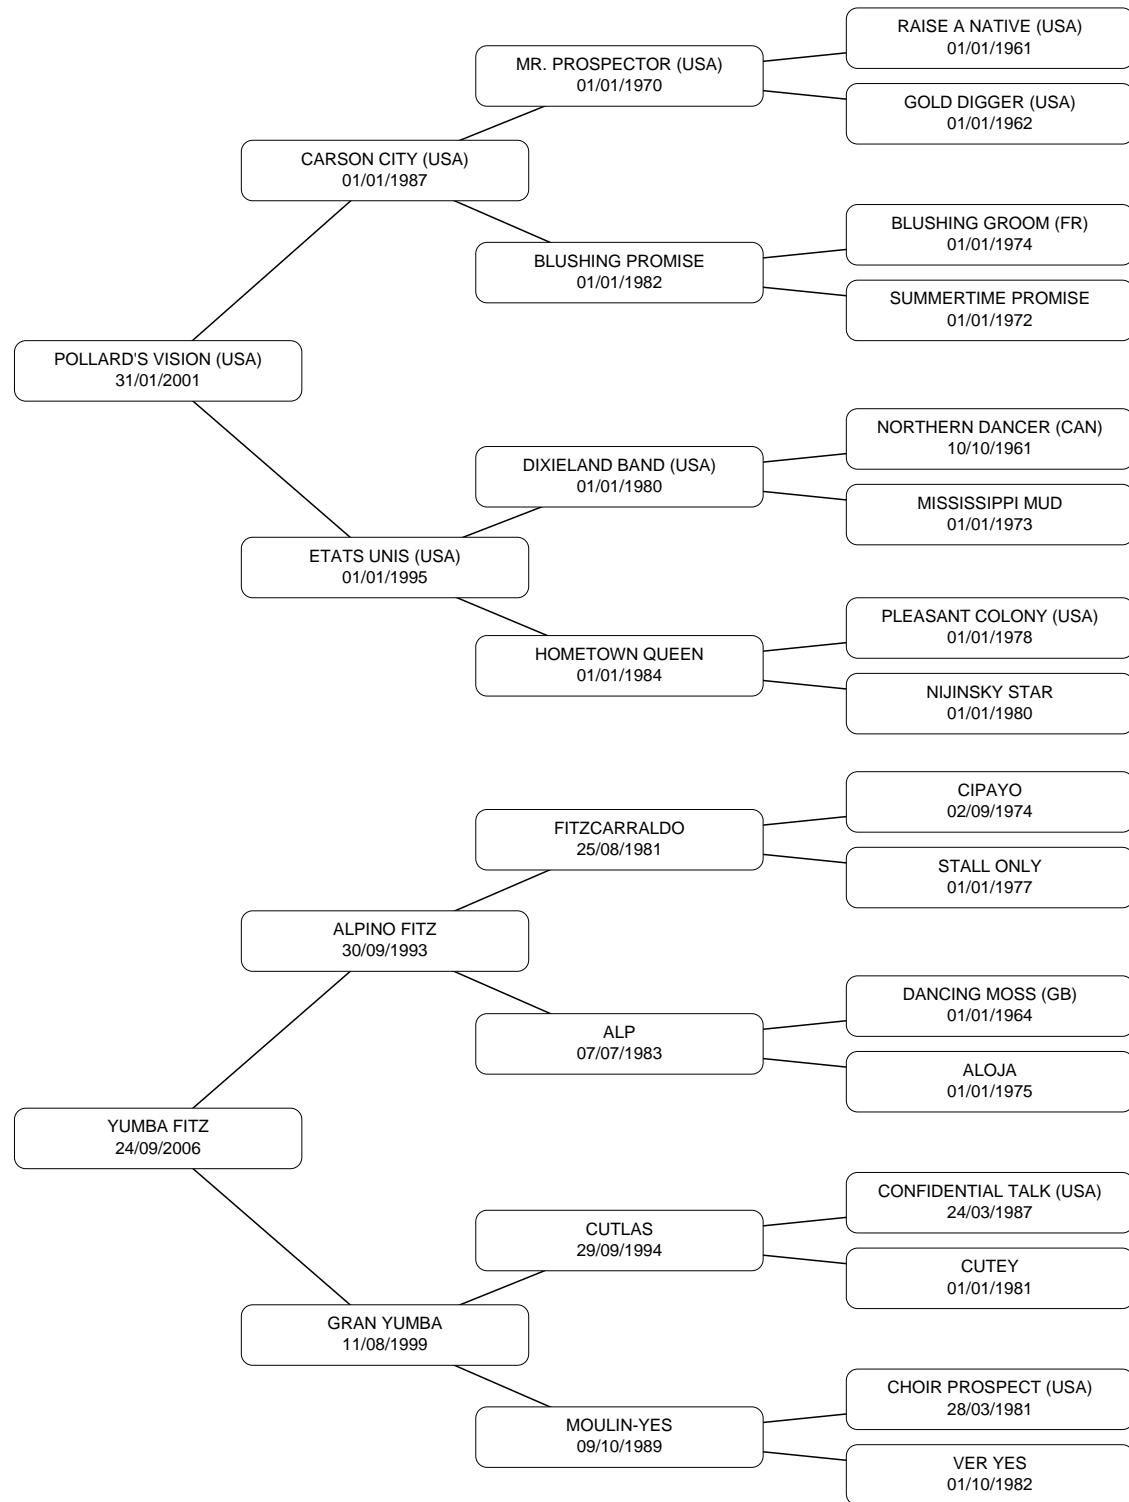 RAISE A NATIVE (USA)
01/01/1961
MR. PROSPECTOR (USA)
01/01/1970
GOLD DIGGER (USA)
01/01/1962
CARSON CITY (USA)
01/01/1987
BLUSHING GROOM (FR)
01/01/1974
BLUSHING PROMISE
01/01/1982
SUMMERTIME PROMISE
01/01/1972
POLLARD'S VISION (USA)
31/01/2001
NORTHERN DANCER (CAN)
10/10/1961
DIXIELAND BAND (USA)
01/01/1980
MISSISSIPPI MUD
01/01/1973
ETATS UNIS (USA)
01/01/1995
PLEASANT COLONY (USA)
01/01/1978
HOMETOWN QUEEN
01/01/1984
NIJINSKY STAR
01/01/1980
CIPAYO
02/09/1974
FITZCARRALDO
25/08/1981
STALL ONLY
01/01/1977
ALPINO FITZ
30/09/1993
DANCING MOSS (GB)
01/01/1964
ALP
07/07/1983
ALOJA
01/01/1975
YUMBA FITZ
24/09/2006
CONFIDENTIAL TALK (USA)
24/03/1987
CUTLAS
29/09/1994
CUTEY
01/01/1981
GRAN YUMBA
11/08/1999
CHOIR PROSPECT (USA)
28/03/1981
MOULIN-YES
09/10/1989
VER YES
01/10/1982